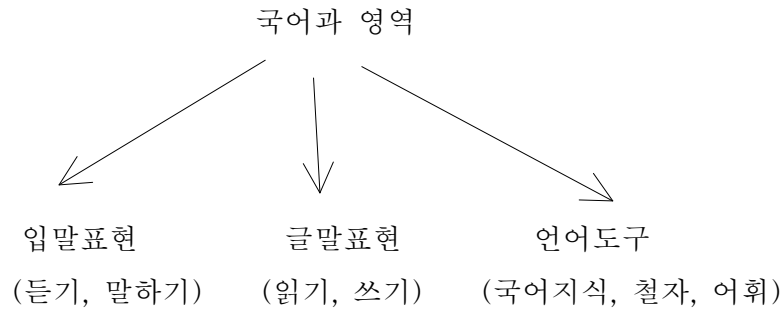 국어과 영역
입말표현 글말표현 언어도구
(듣기, 말하기) (읽기, 쓰기) (국어지식, 철자, 어휘)